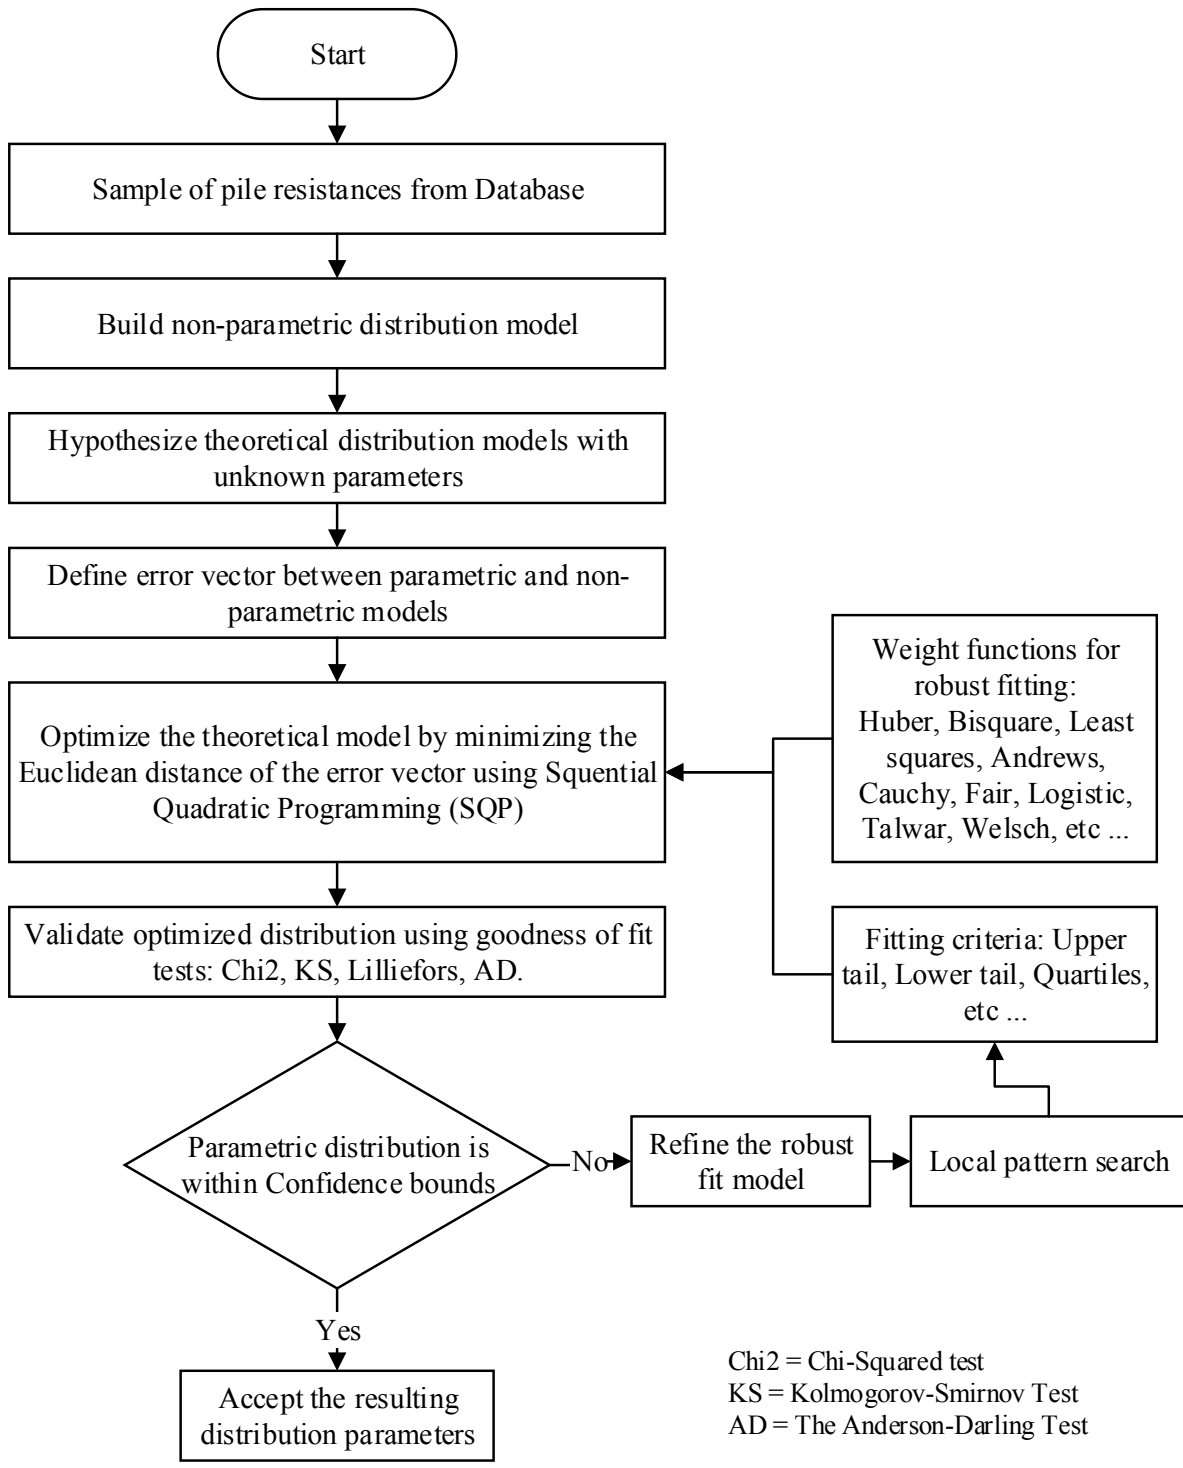 Start
Sample of pile resistances from Database
Build non-parametric distribution model
Hypothesize theoretical distribution models with
unknown parameters
Define error vector between parametric and non-
parametric models
Optimize the theoretical model by minimizing the
Euclidean distance of the error vector using Squential
Quadratic Programming (SQP)
Weight functions for
robust fitting:
Huber, Bisquare, Least
squares, Andrews,
Cauchy, Fair, Logistic,
Talwar, Welsch, etc ...
Validate optimized distribution using goodness of fit
tests: Chi2, KS, Lilliefors, AD.
Fitting criteria: Upper
tail, Lower tail, Quartiles,
etc ...
Parametric distribution is
within Confidence bounds
No
Refine the robust
fit model
Local pattern search
Yes
Accept the resulting
distribution parameters
Chi2 = Chi-Squared test
KS = Kolmogorov-Smirnov Test
AD = The Anderson-Darling Test